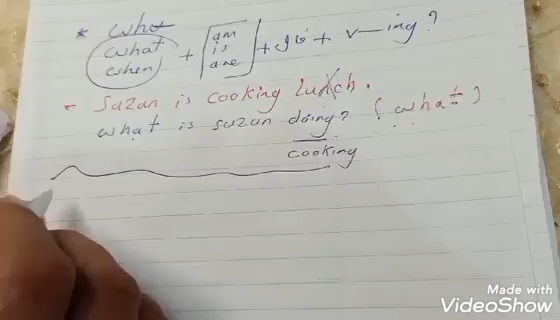 * who
what
when
+ [ am
is
are ] + فاعل + v-ing?
- Suzan is cooking lunch.
what is suzan doing? (what)
cooking
Made with
VideoShow